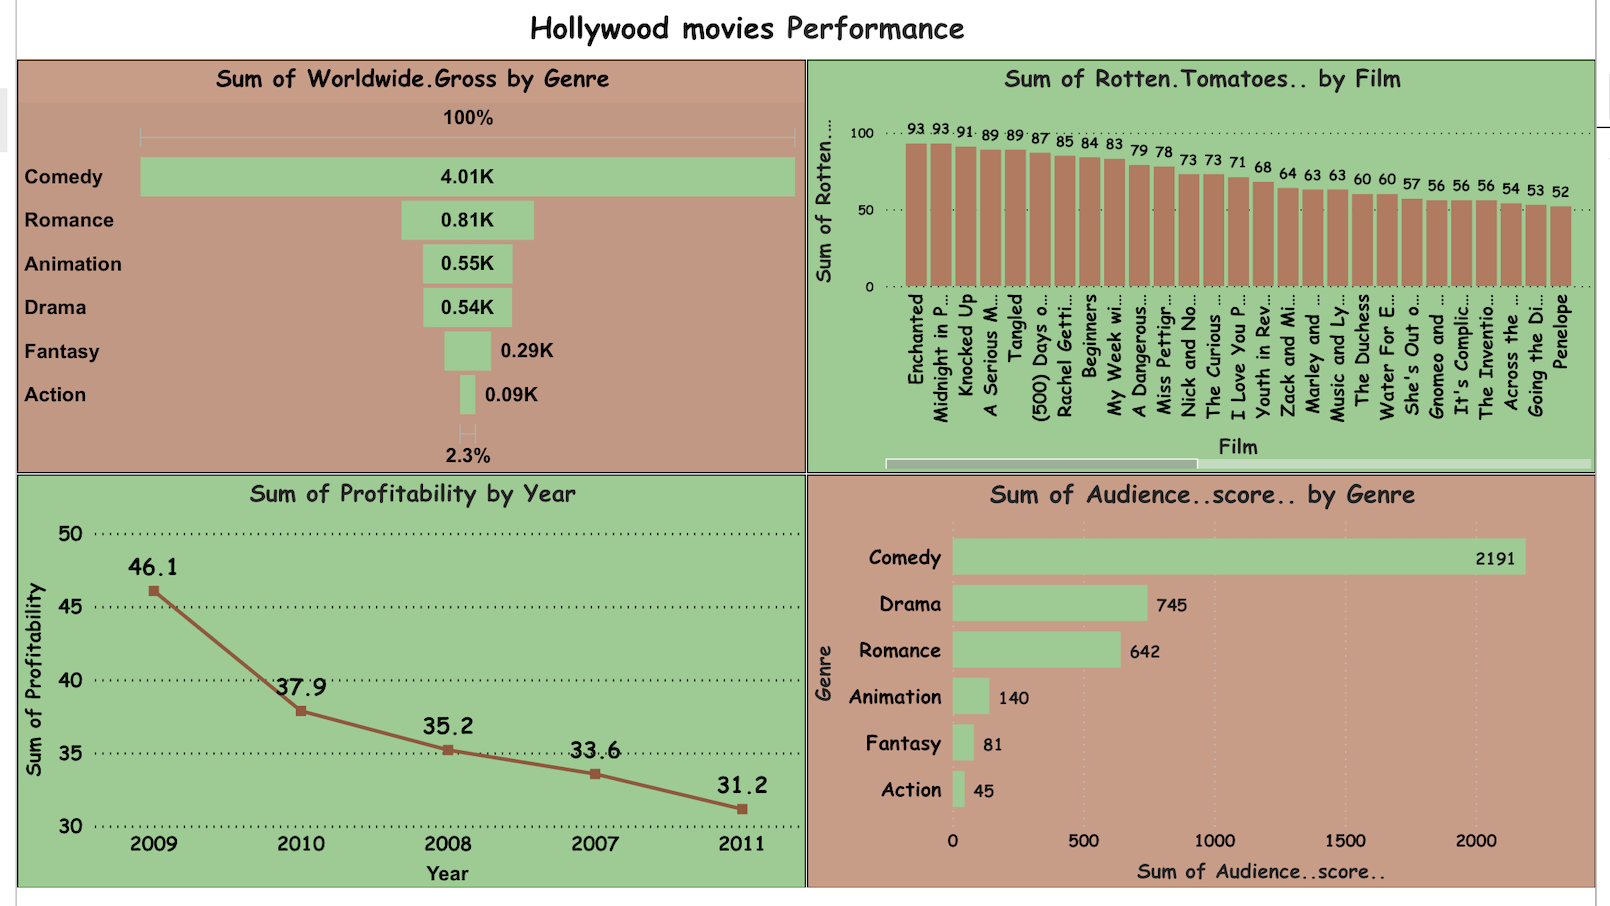 Hollywood movies Performance
Sum of Worldwide.Gross by Genre
100%
Comedy 4.01K
Romance 0.81K
Animation 0.55K
Drama 0.54K
Fantasy 0.29K
Action 0.09K
2.3%
Sum of Rotten.Tomatoes.. by Film
Sum of Rotten....
100
50
0
93 93 91 89 89 87 85 84 83 79 78 73 73 71 68 64 63 63 60 60 57 56 56 56 54 53 52
Enchanted
Midnight in P...
Knocked Up
A Serious M...
Tangled
(500) Days o...
Rachel Getti...
Beginners
My Week wi...
A Dangerous...
Miss Pettigr...
Nick and No...
The Curious ...
I Love You P...
Youth in Rev...
Zack and Mi...
Marley and ...
Music and Ly...
The Duchess
Water For E...
She's Out o...
Gnomeo and ...
It's Complic...
The Inventio...
Across the ...
Going the Di...
Penelope
Film
Sum of Profitability by Year
Sum of Profitability
50
45
40
35
30
46.1
37.9
35.2
33.6
31.2
2009 2010 2008 2007 2011
Year
Sum of Audience..score.. by Genre
Genre
Comedy 2191
Drama 745
Romance 642
Animation 140
Fantasy 81
Action 45
0 500 1000 1500 2000
Sum of Audience..score..